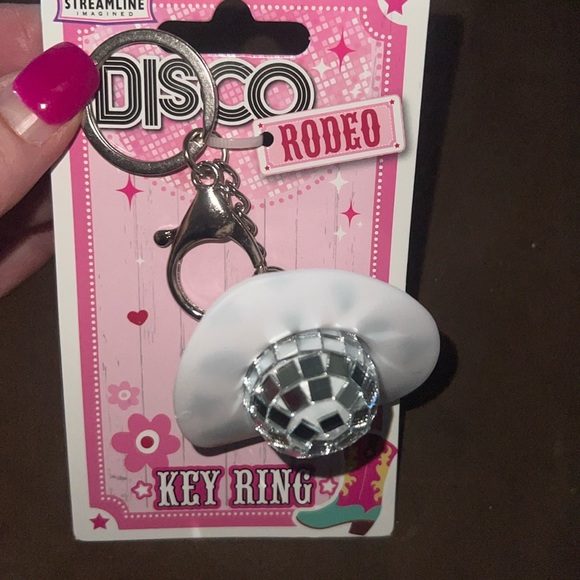 STREAMLINE
IMAGINED
DISCO
RODEO
KEY RING